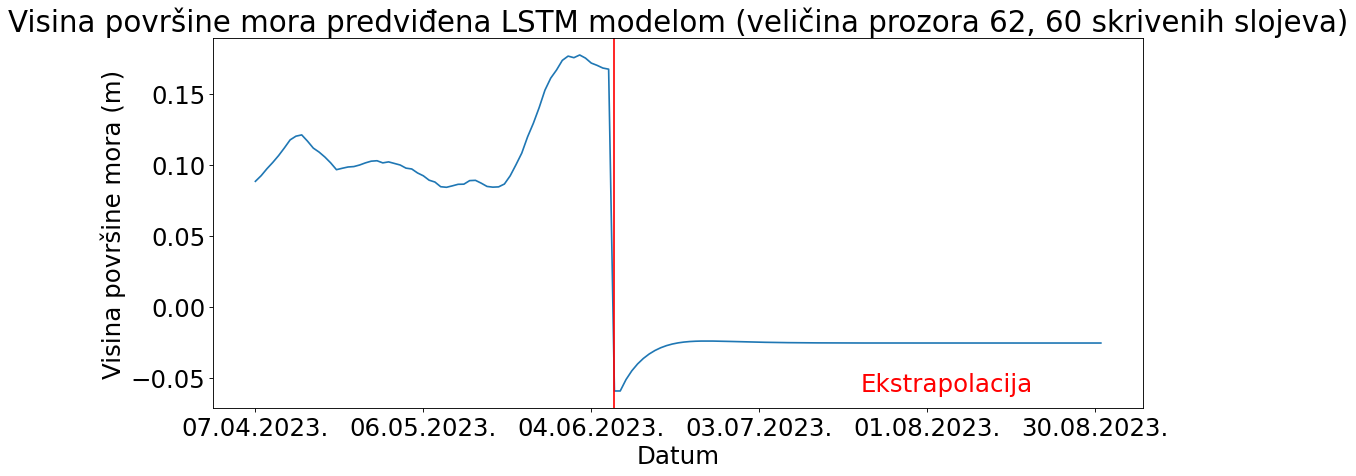 Visina površine mora predviđena LSTM modelom (veličina prozora 62, 60 skrivenih slojeva)
Visina površine mora (m)
0.15
0.10
0.05
0.00
−0.05
Ekstrapolacija
07.04.2023. 06.05.2023. 04.06.2023. 03.07.2023. 01.08.2023. 30.08.2023.
Datum